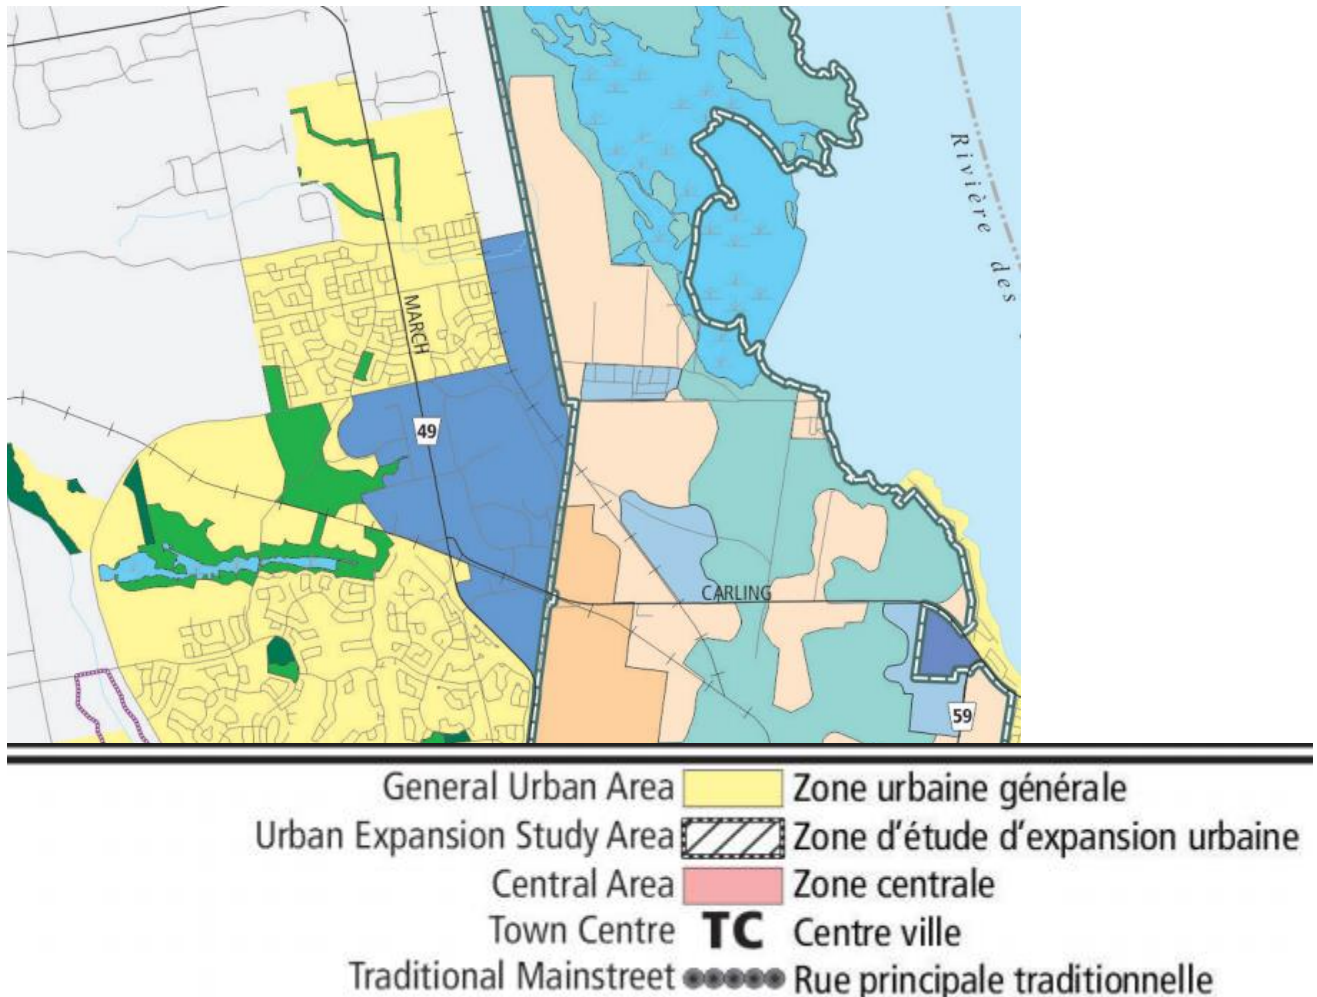 Rivière des
MARCH
49
CARLING
59
General Urban Area Zone urbaine générale
Urban Expansion Study Area Zone d'étude d'expansion urbaine
Central Area Zone centrale
Town Centre TC Centre ville
Traditional Mainstreet Rue principale traditionnelle